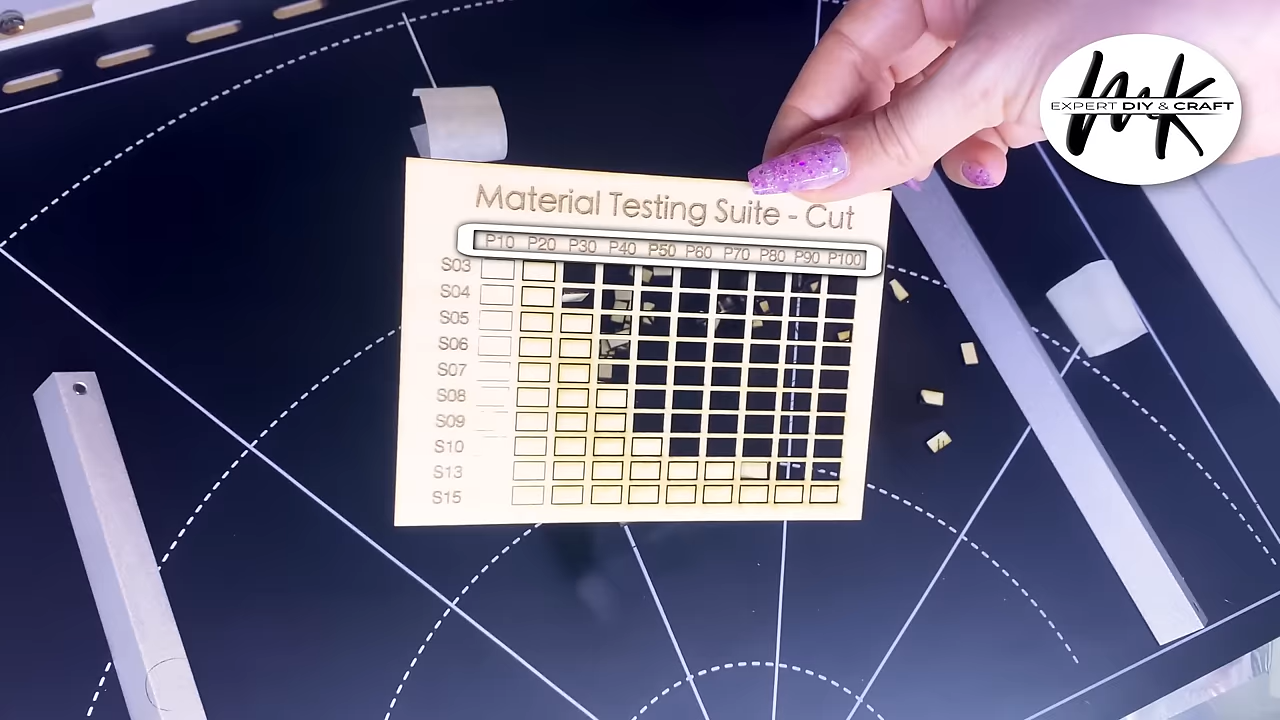 MK
EXPERT DIY & CRAFT
Material Testing Suite - Cut
P10 P20 P30 P40 P50 P60 P70 P80 P90 P100
S03
S04
S05
S06
S07
S08
S09
S10
S13
S15